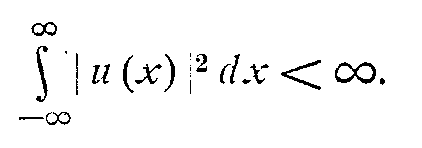 ∫_{-∞}^{∞} | u (x) |² dx < ∞.